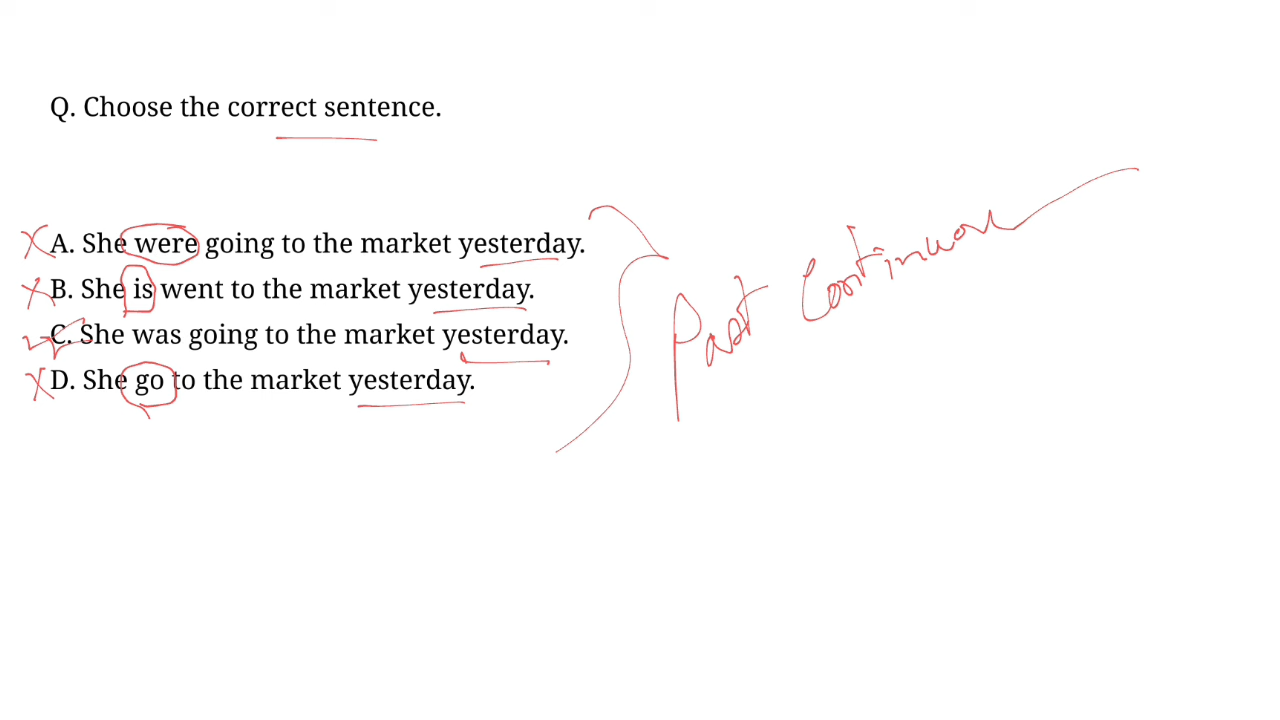 Q. Choose the correct sentence.
A. She were going to the market yesterday.
B. She is went to the market yesterday.
C. She was going to the market yesterday.
D. She go to the market yesterday.
Past Continuous